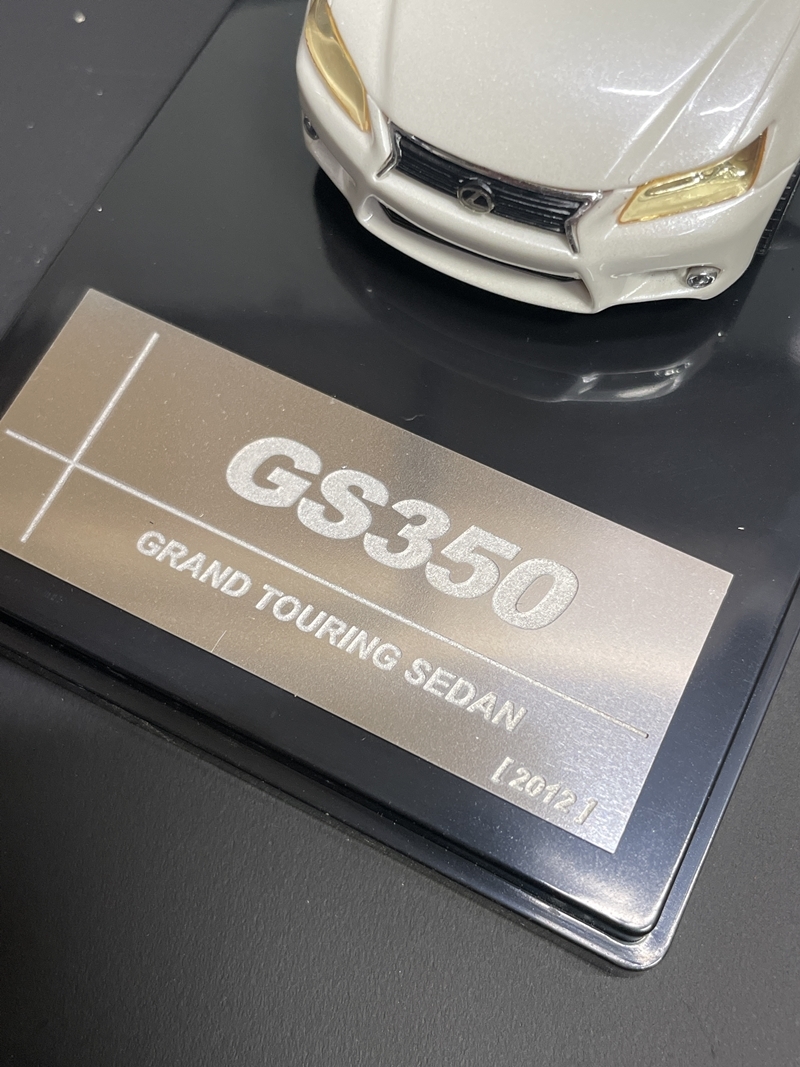 GS350
GRAND TOURING SEDAN
[2012]